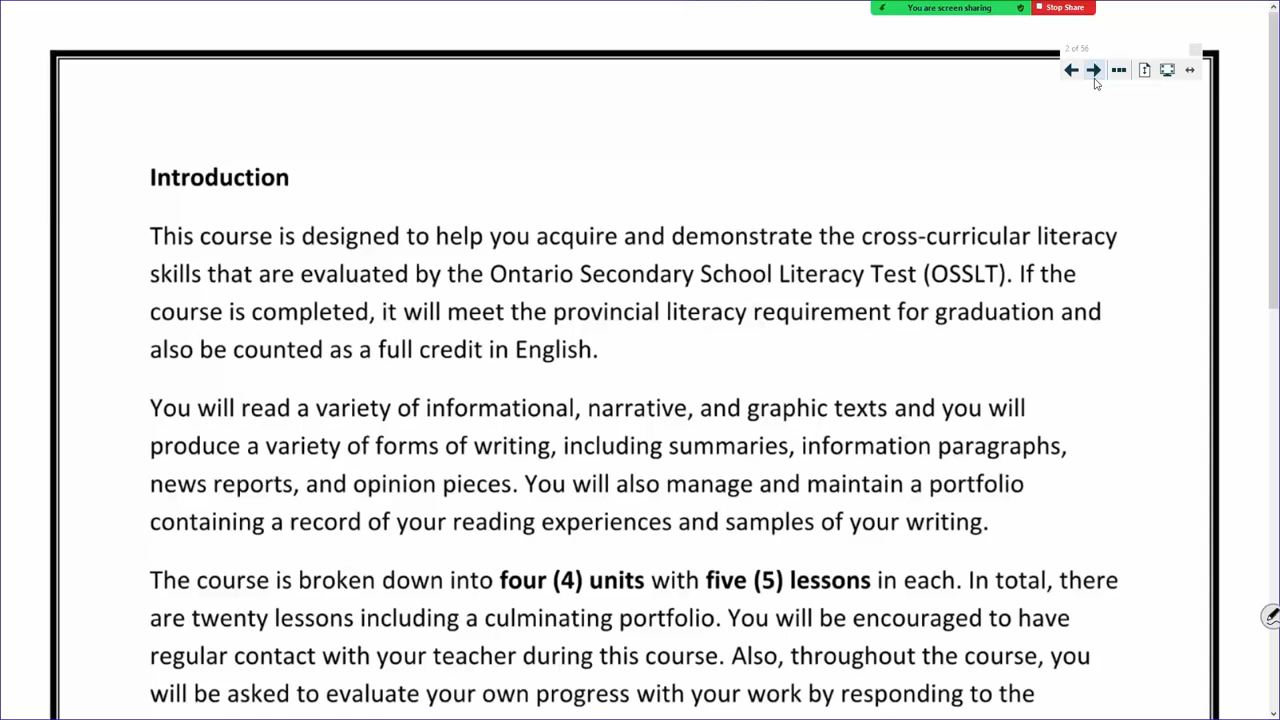 You are screen sharing
Stop Share
2 of 56
Introduction
This course is designed to help you acquire and demonstrate the cross-curricular literacy
skills that are evaluated by the Ontario Secondary School Literacy Test (OSSLT). If the
course is completed, it will meet the provincial literacy requirement for graduation and
also be counted as a full credit in English.
You will read a variety of informational, narrative, and graphic texts and you will
produce a variety of forms of writing, including summaries, information paragraphs,
news reports, and opinion pieces. You will also manage and maintain a portfolio
containing a record of your reading experiences and samples of your writing.
The course is broken down into four (4) units with five (5) lessons in each. In total, there
are twenty lessons including a culminating portfolio. You will be encouraged to have
regular contact with your teacher during this course. Also, throughout the course, you
will be asked to evaluate your own progress with your work by responding to the